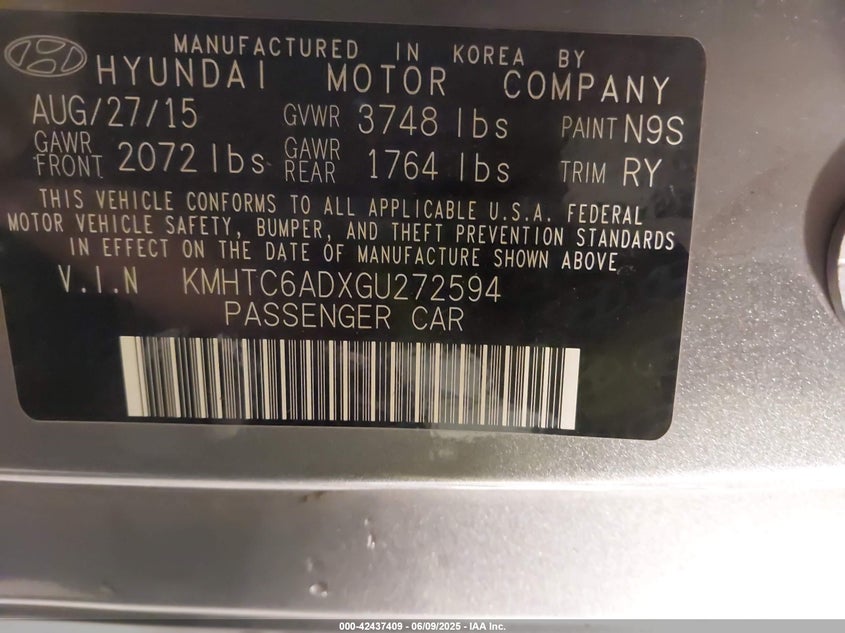 MANUFACTURED IN KOREA BY
HYUNDAI MOTOR COMPANY
AUG/27/15 GVWR 3748 lbs PAINT N9S
GAWR FRONT 2072 lbs GAWR REAR 1764 lbs TRIM RY
THIS VEHICLE CONFORMS TO ALL APPLICABLE U.S.A. FEDERAL
MOTOR VEHICLE SAFETY, BUMPER, AND THEFT PREVENTION STANDARDS
IN EFFECT ON THE DATE OF MANUFACTURE SHOWN ABOVE
V.I.N KMHTC6ADXGU272594
PASSENGER CAR
000-42437409 - 06/09/2025 - IAA Inc.